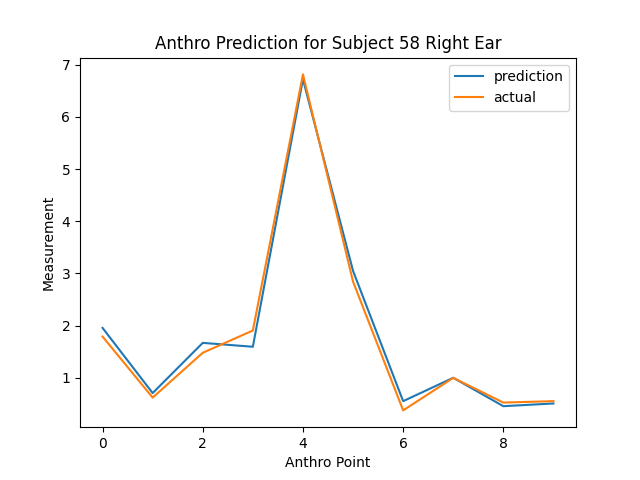 Anthro Prediction for Subject 58 Right Ear
prediction
actual
7
6
5
4
3
2
1
Measurement
0 2 4 6 8
Anthro Point